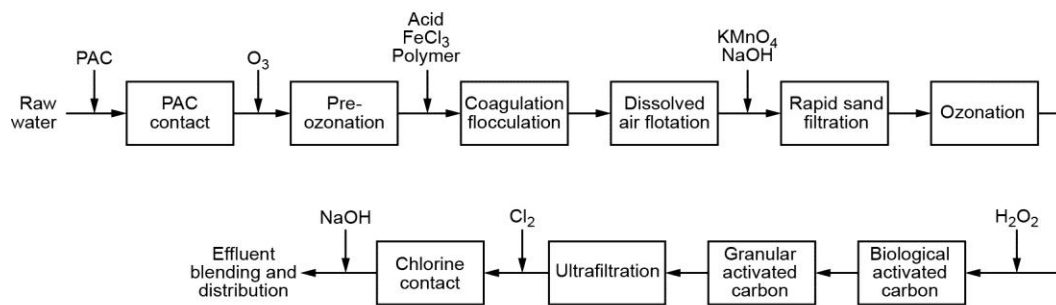 PAC
Raw
water
PAC
contact
O₃
Pre-
ozonation
Acid
FeCl₃
Polymer
Coagulation
flocculation
Dissolved
air flotation
KMnO₄
NaOH
Rapid sand
filtration
Ozonation
H₂O₂
Biological
activated
carbon
Granular
activated
carbon
Ultrafiltration
Cl₂
Chlorine
contact
NaOH
Effluent
blending and
distribution